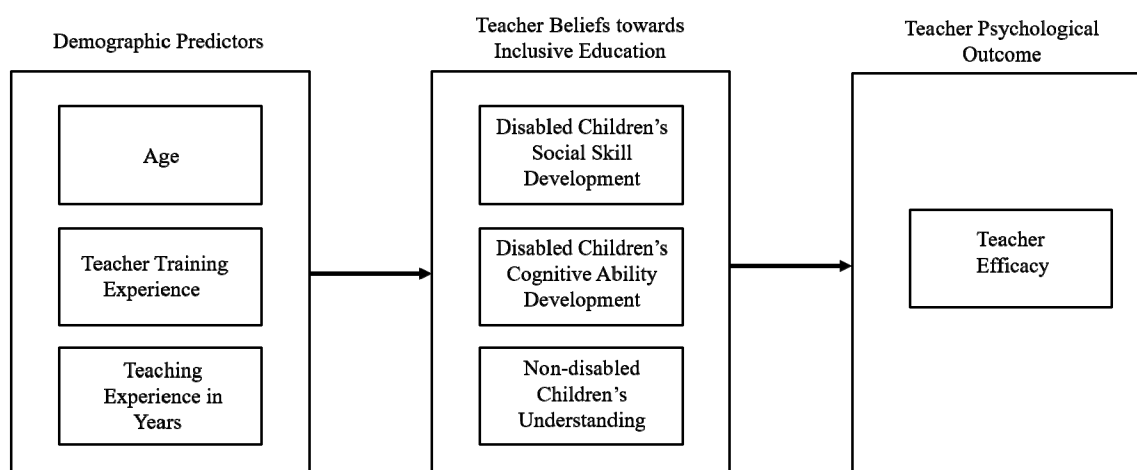 Demographic Predictors
Age
Teacher Training
Experience
Teaching
Experience in
Years
Teacher Beliefs towards
Inclusive Education
Disabled Children’s
Social Skill
Development
Disabled Children’s
Cognitive Ability
Development
Non-disabled
Children’s
Understanding
Teacher Psychological
Outcome
Teacher
Efficacy